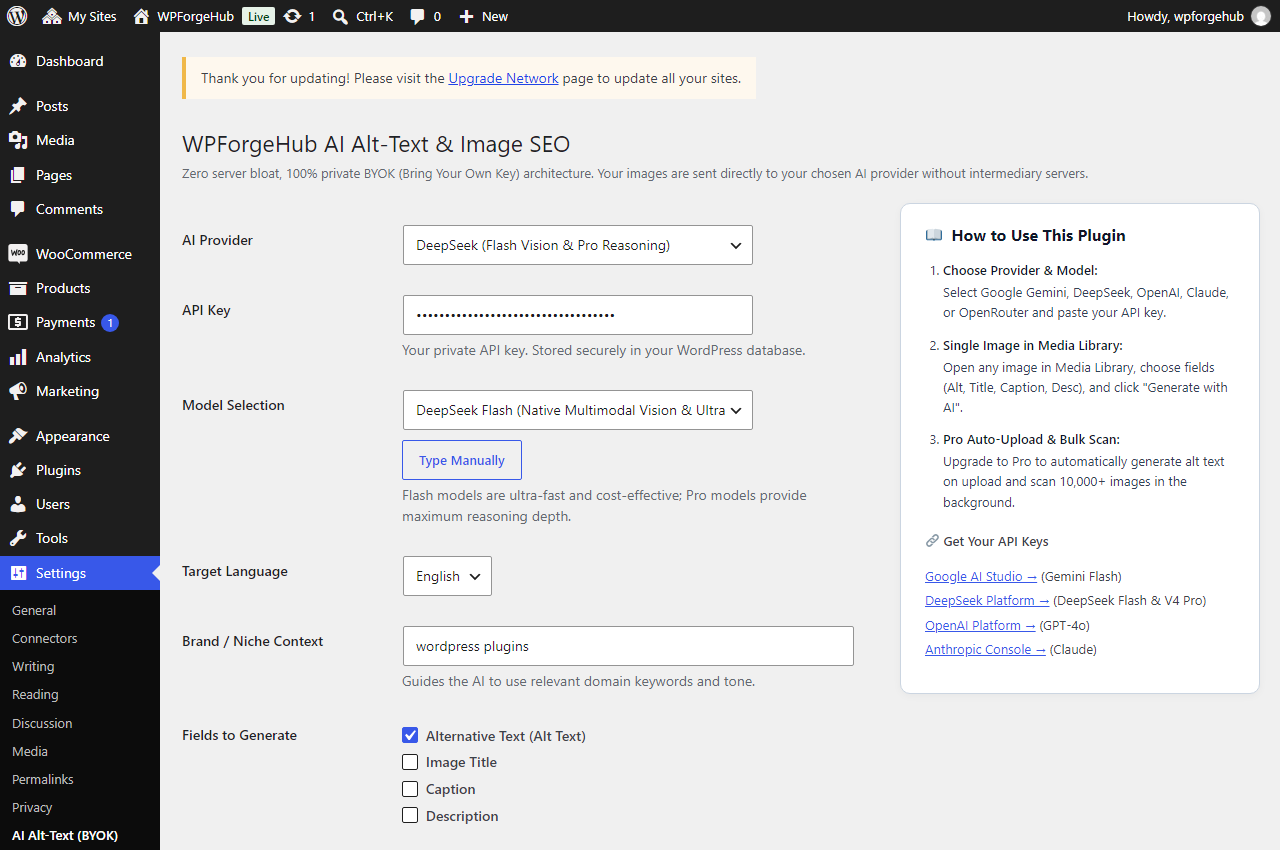 My Sites WPForgeHub Live 1 Ctrl+K 0 New Howdy, wpforgehub
Dashboard
Posts
Media
Pages
Comments
WOO WooCommerce
Products
Payments 1
Analytics
Marketing
Appearance
Plugins
Users
Tools
Settings
General
Connectors
Writing
Reading
Discussion
Media
Permalinks
Privacy
AI Alt-Text (BYOK)
Thank you for updating! Please visit the Upgrade Network page to update all your sites.
WPForgeHub AI Alt-Text & Image SEO
Zero server bloat, 100% private BYOK (Bring Your Own Key) architecture. Your images are sent directly to your chosen AI provider without intermediary servers.
AI Provider
DeepSeek (Flash Vision & Pro Reasoning)
API Key
••••••••••••••••••••••••••••••••••
Your private API key. Stored securely in your WordPress database.
Model Selection
DeepSeek Flash (Native Multimodal Vision & Ultra
Type Manually
Flash models are ultra-fast and cost-effective; Pro models provide
maximum reasoning depth.
Target Language
English
Brand / Niche Context
wordpress plugins
Guides the AI to use relevant domain keywords and tone.
Fields to Generate
Alternative Text (Alt Text)
Image Title
Caption
Description
How to Use This Plugin
1. Choose Provider & Model:
Select Google Gemini, DeepSeek, OpenAI, Claude,
or OpenRouter and paste your API key.
2. Single Image in Media Library:
Open any image in Media Library, choose fields
(Alt, Title, Caption, Desc), and click "Generate with
AI".
3. Pro Auto-Upload & Bulk Scan:
Upgrade to Pro to automatically generate alt text
on upload and scan 10,000+ images in the
background.
Get Your API Keys
Google AI Studio → (Gemini Flash)
DeepSeek Platform → (DeepSeek Flash & V4 Pro)
OpenAI Platform → (GPT-4o)
Anthropic Console → (Claude)